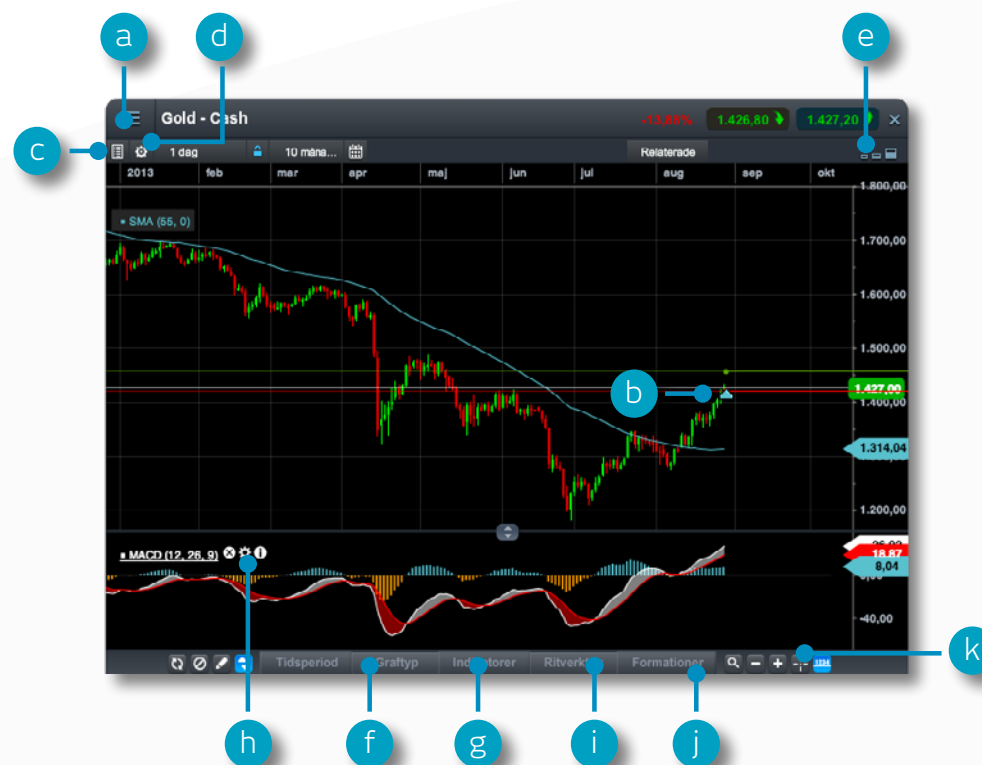 a
d
e
Gold - Cash
1.426,80
1.427,20
c
1 dag
10 måna...
Relaterade
2013 feb mar apr maj jun jul aug sep okt
1.800,00
SMA (55, 0)
1.700,00
1.600,00
1.500,00
b
1.427,00
1.400,00
1.314,04
1.200,00
MACD (12, 26, 9)
18,87
8,04
-40,00
k
Tidsperiod Graftyp Formationer
h
f
g
i
j